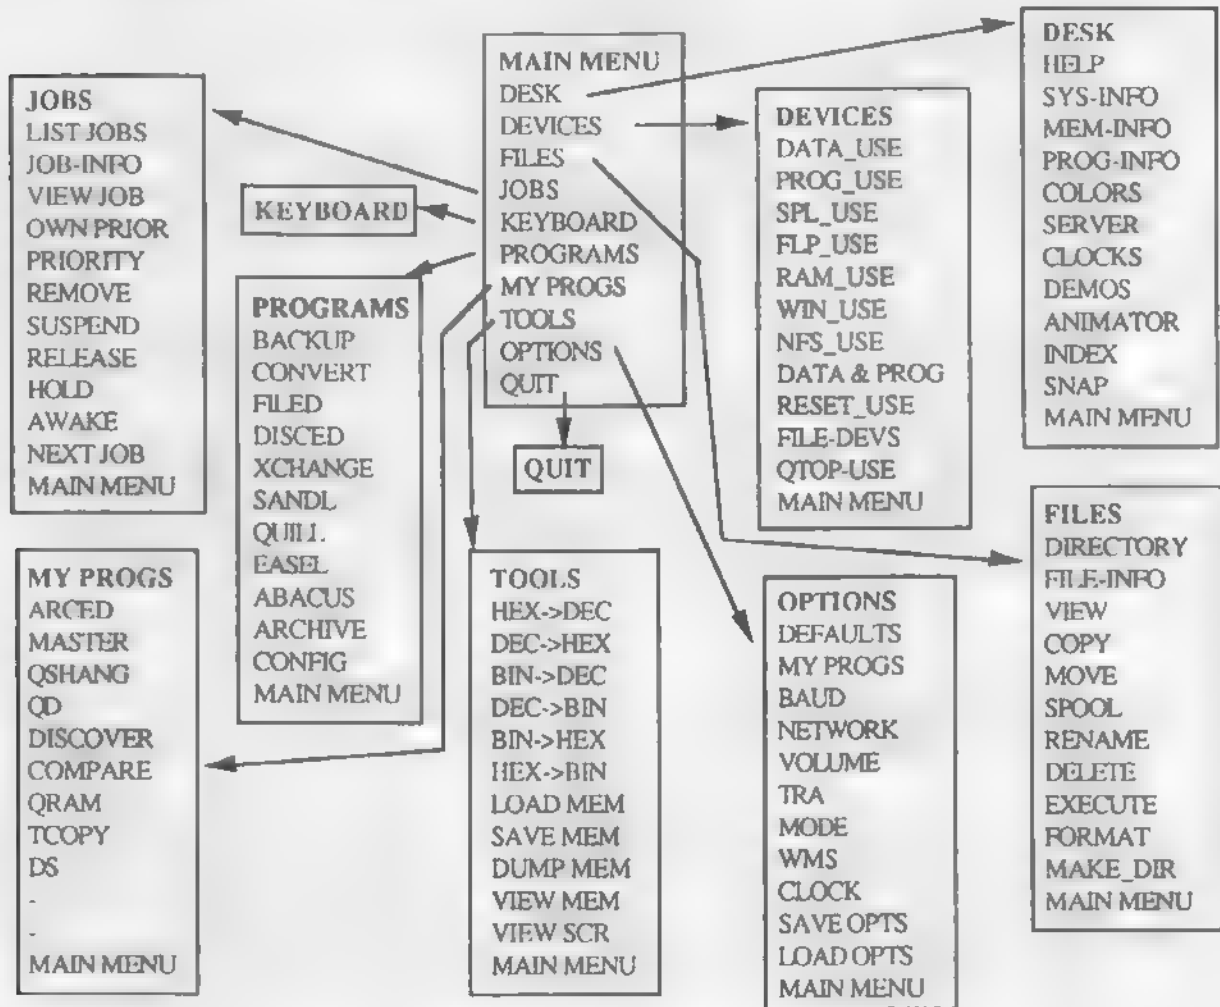 MAIN MENU
DESK
DEVICES
FILES
JOBS
KEYBOARD
PROGRAMS
MY PROGS
TOOLS
OPTIONS
QUIT
JOBS
LIST JOBS
JOB-INFO
VIEW JOB
OWN PRIOR
PRIORITY
REMOVE
SUSPEND
RELEASE
HOLD
AWAKE
NEXT JOB
MAIN MENU
KEYBOARD
PROGRAMS
BACKUP
CONVERT
FILED
DISCED
XCHANGE
SANDL
QUILL
EASEL
ABACUS
ARCHIVE
CONFIG
MAIN MENU
QUIT
DEVICES
DATA_USE
PROG_USE
SPL_USE
FLP_USE
RAM_USE
WIN_USE
NFS_USE
DATA & PROG
RESET_USE
FILE-DEVS
QTOP-USE
MAIN MENU
DESK
HELP
SYS-INFO
MEM-INFO
PROG-INFO
COLORS
SERVER
CLOCKS
DEMOS
ANIMATOR
INDEX
SNAP
MAIN MENU
MY PROGS
ARCED
MASTER
QSHANG
QD
DISCOVER
COMPARE
QRAM
TCOPY
DS
-
-
MAIN MENU
TOOLS
HEX->DEC
DEC->HEX
BIN->DEC
DEC->BIN
BIN->HEX
HEX->BIN
LOAD MEM
SAVE MEM
DUMP MEM
VIEW MEM
VIEW SCR
MAIN MENU
OPTIONS
DEFAULTS
MY PROGS
BAUD
NETWORK
VOLUME
TRA
MODE
WMS
CLOCK
SAVE OPTS
LOAD OPTS
MAIN MENU
FILES
DIRECTORY
FILE-INFO
VIEW
COPY
MOVE
SPOOL
RENAME
DELETE
EXECUTE
FORMAT
MAKE_DIR
MAIN MENU